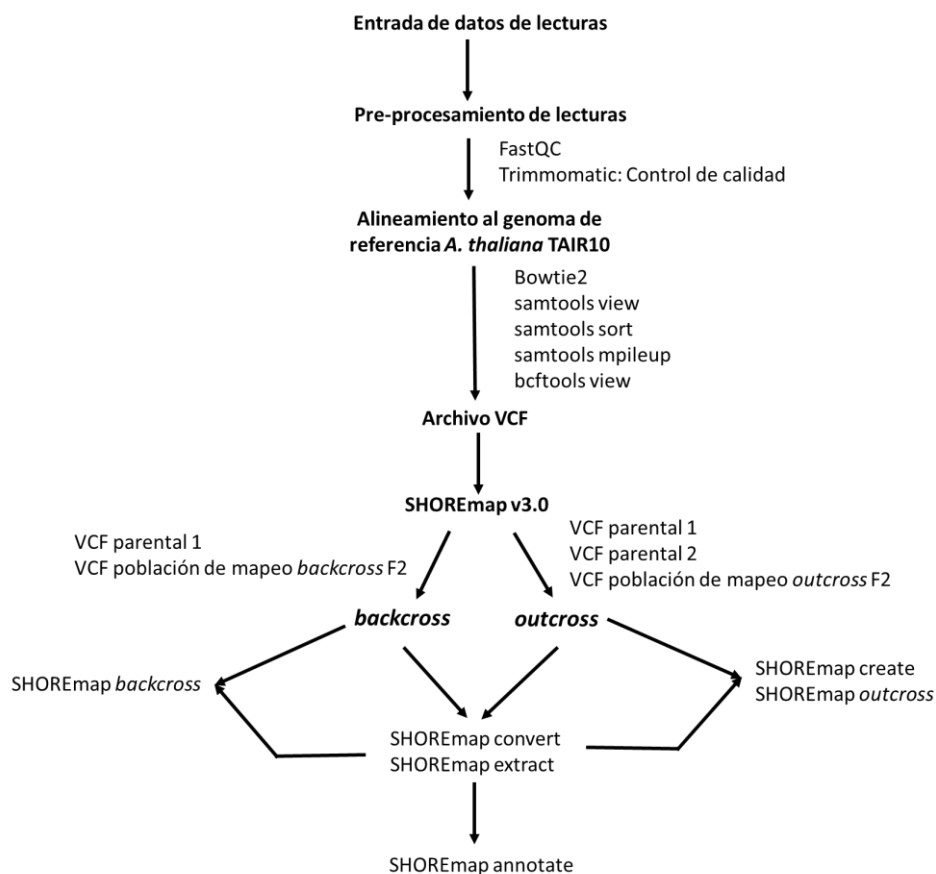 Entrada de datos de lecturas
Pre-procesamiento de lecturas
FastQC
Trimmomatic: Control de calidad
Alineamiento al genoma de
referencia A. thaliana TAIR10
Bowtie2
samtools view
samtools sort
samtools mpileup
bcftools view
Archivo VCF
SHOREmap v3.0
VCF parental 1
VCF población de mapeo backcross F2
VCF parental 1
VCF parental 2
VCF población de mapeo outcross F2
backcross
outcross
SHOREmap backcross
SHOREmap create
SHOREmap outcross
SHOREmap convert
SHOREmap extract
SHOREmap annotate